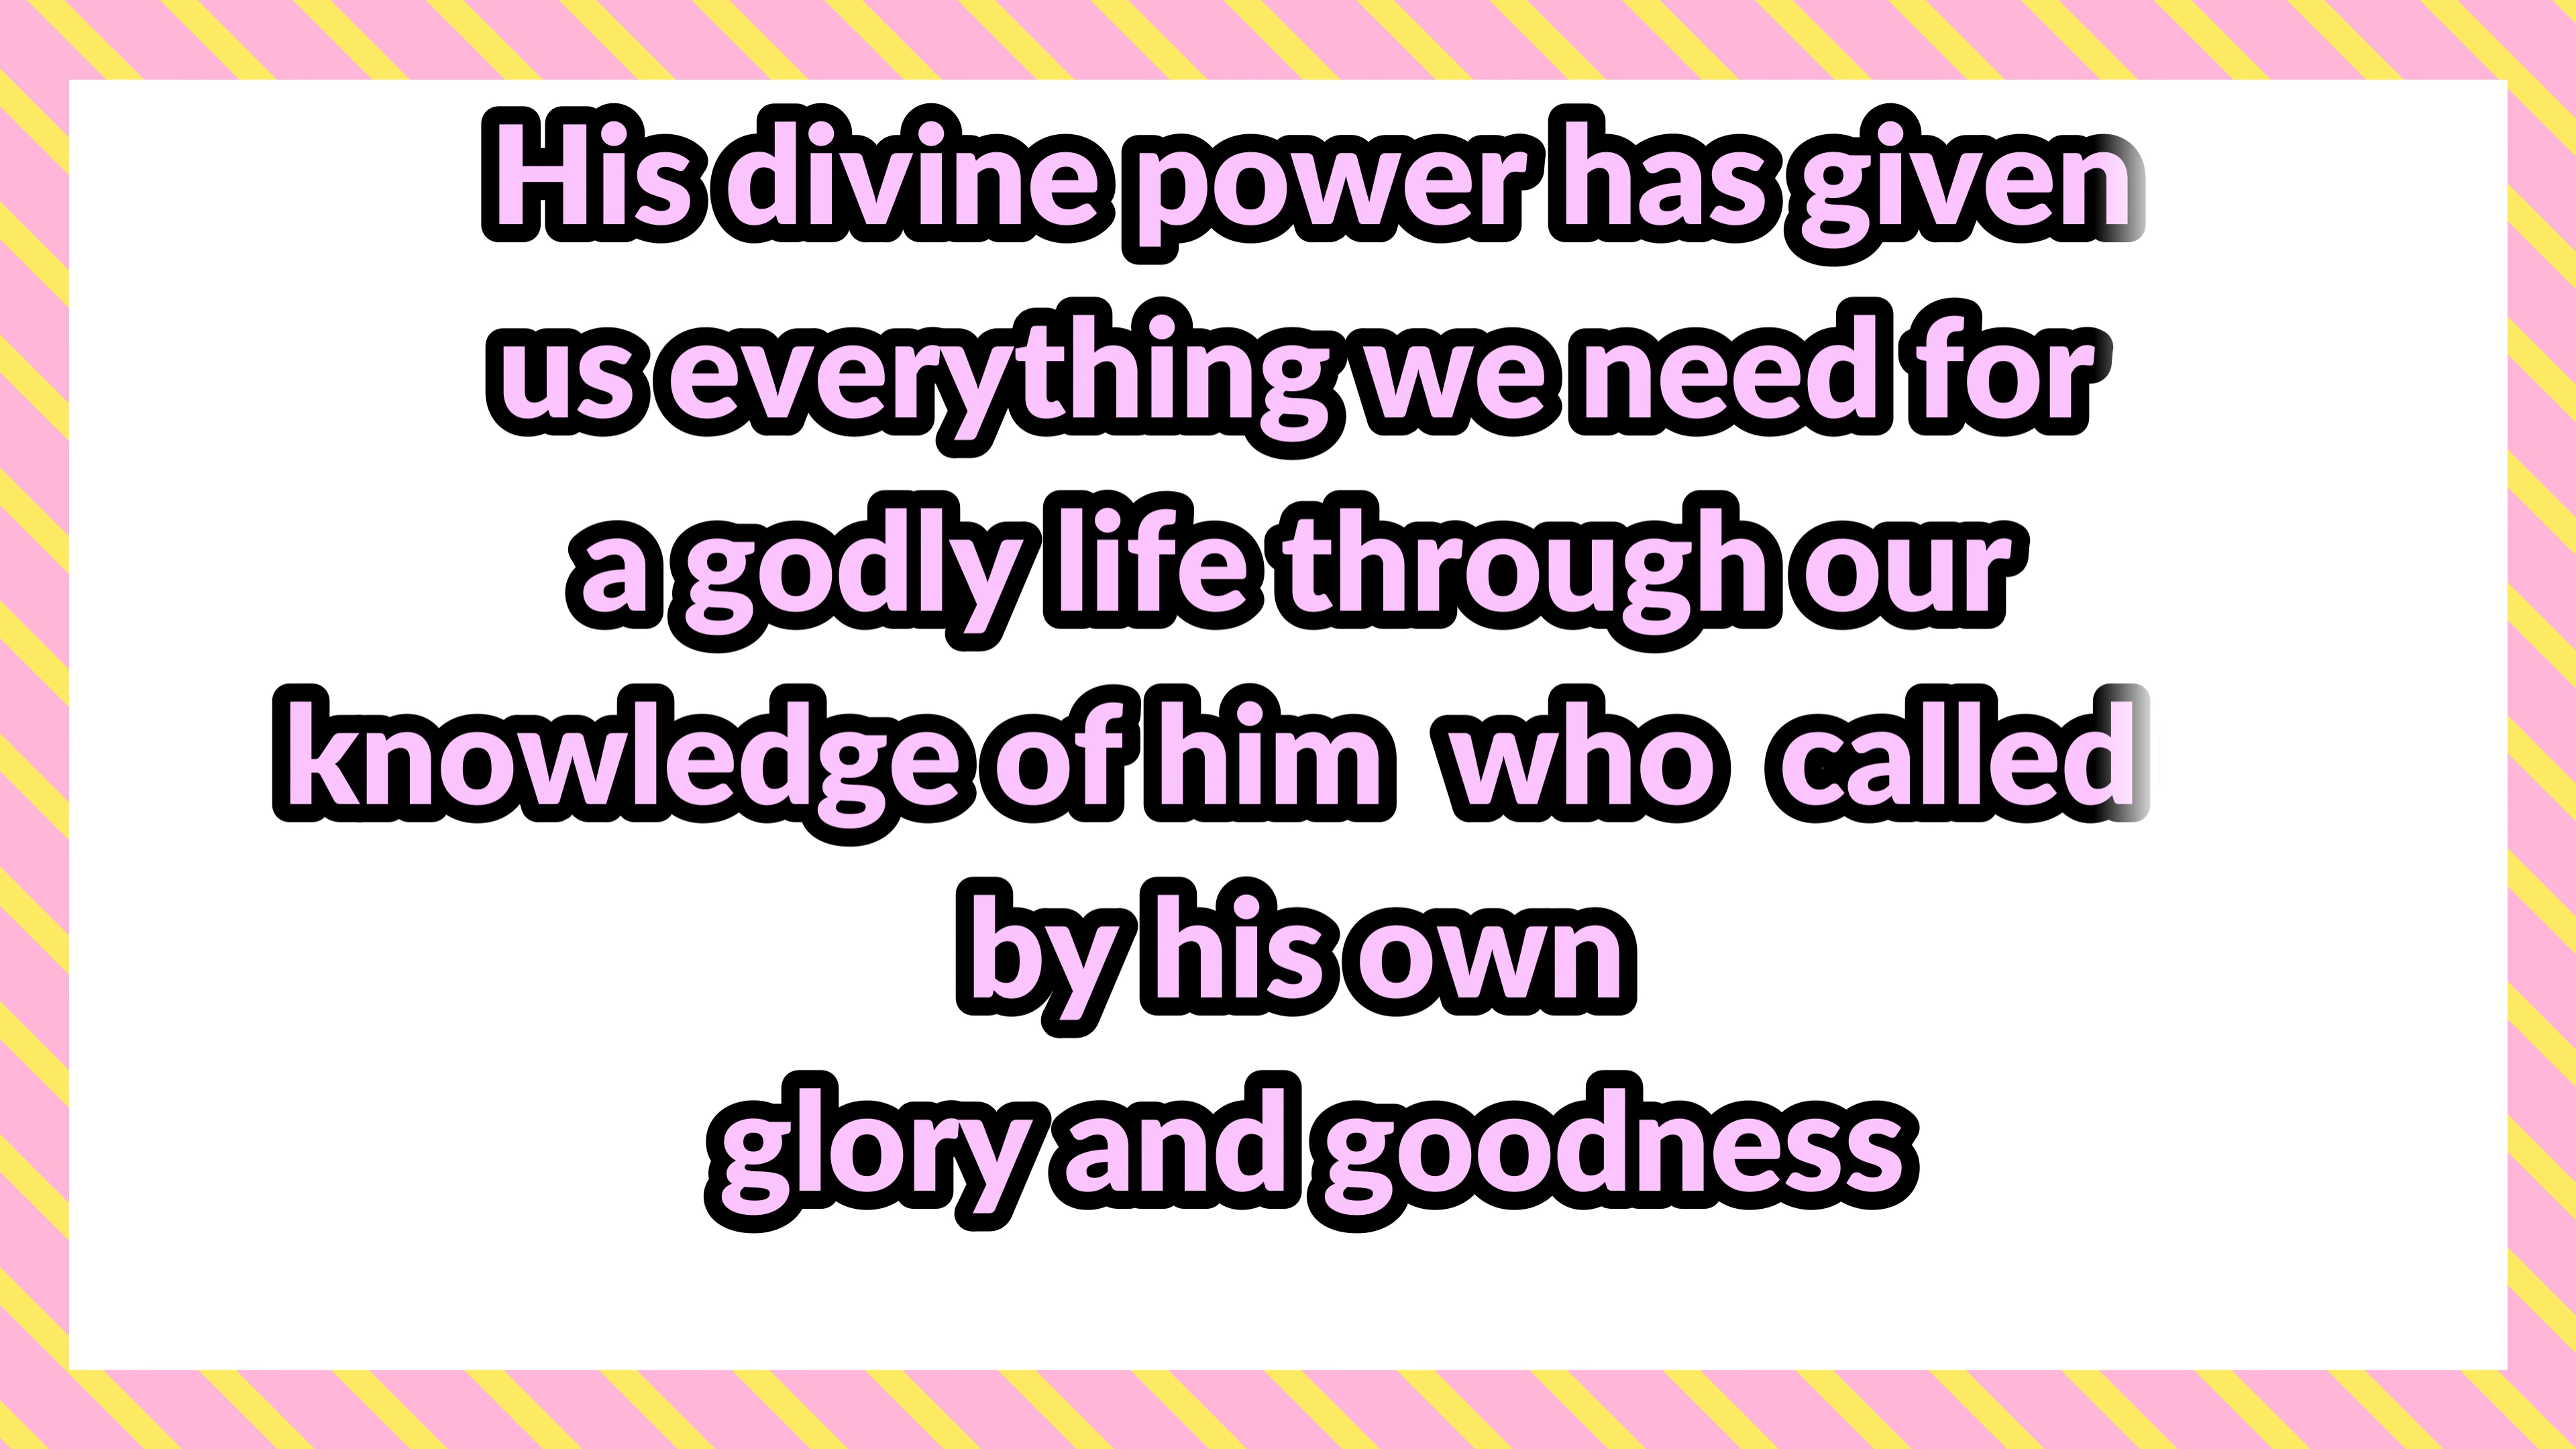 His divine power has given
us everything we need for
a godly life through our
knowledge of him who called
by his own
glory and goodness